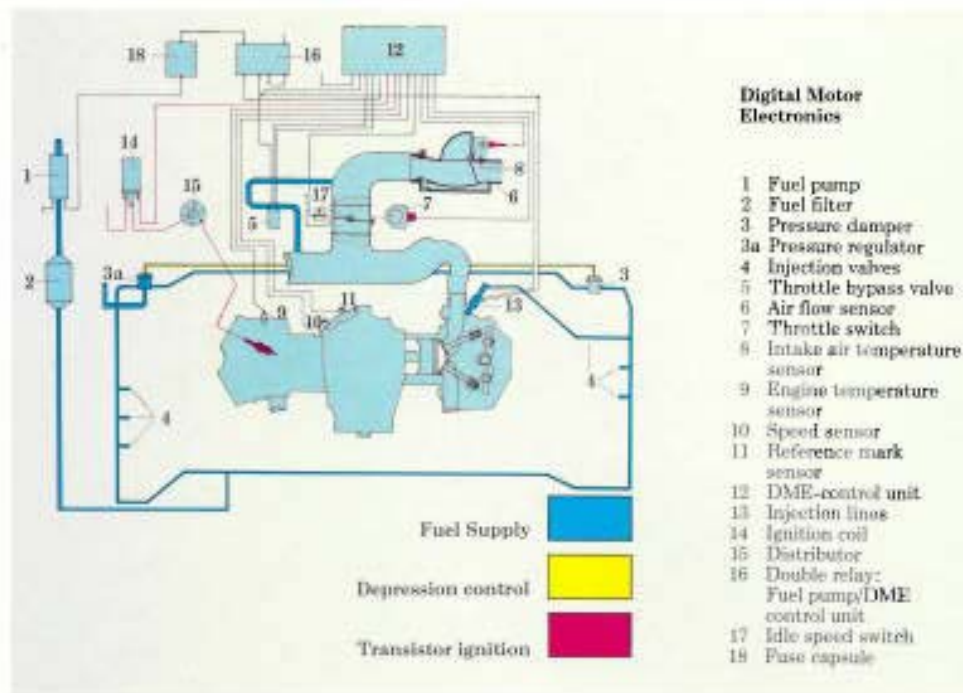 18
16
12
14
1
15
17
8
5
7
6
2
3a
3
9
10
11
13
4
4
Fuel Supply
Depression control
Transistor ignition
Digital Motor
Electronics
1 Fuel pump
2 Fuel filter
3 Pressure damper
3a Pressure regulator
4 Injection valves
5 Throttle bypass valve
6 Air flow sensor
7 Throttle switch
8 Intake air temperature
sensor
9 Engine temperature
sensor
10 Speed sensor
11 Reference mark
sensor
12 DME-control unit
13 Injection lines
14 Ignition coil
15 Distributor
16 Double relay:
Fuel pump/DME
control unit
17 Idle speed switch
18 Fuse capsule